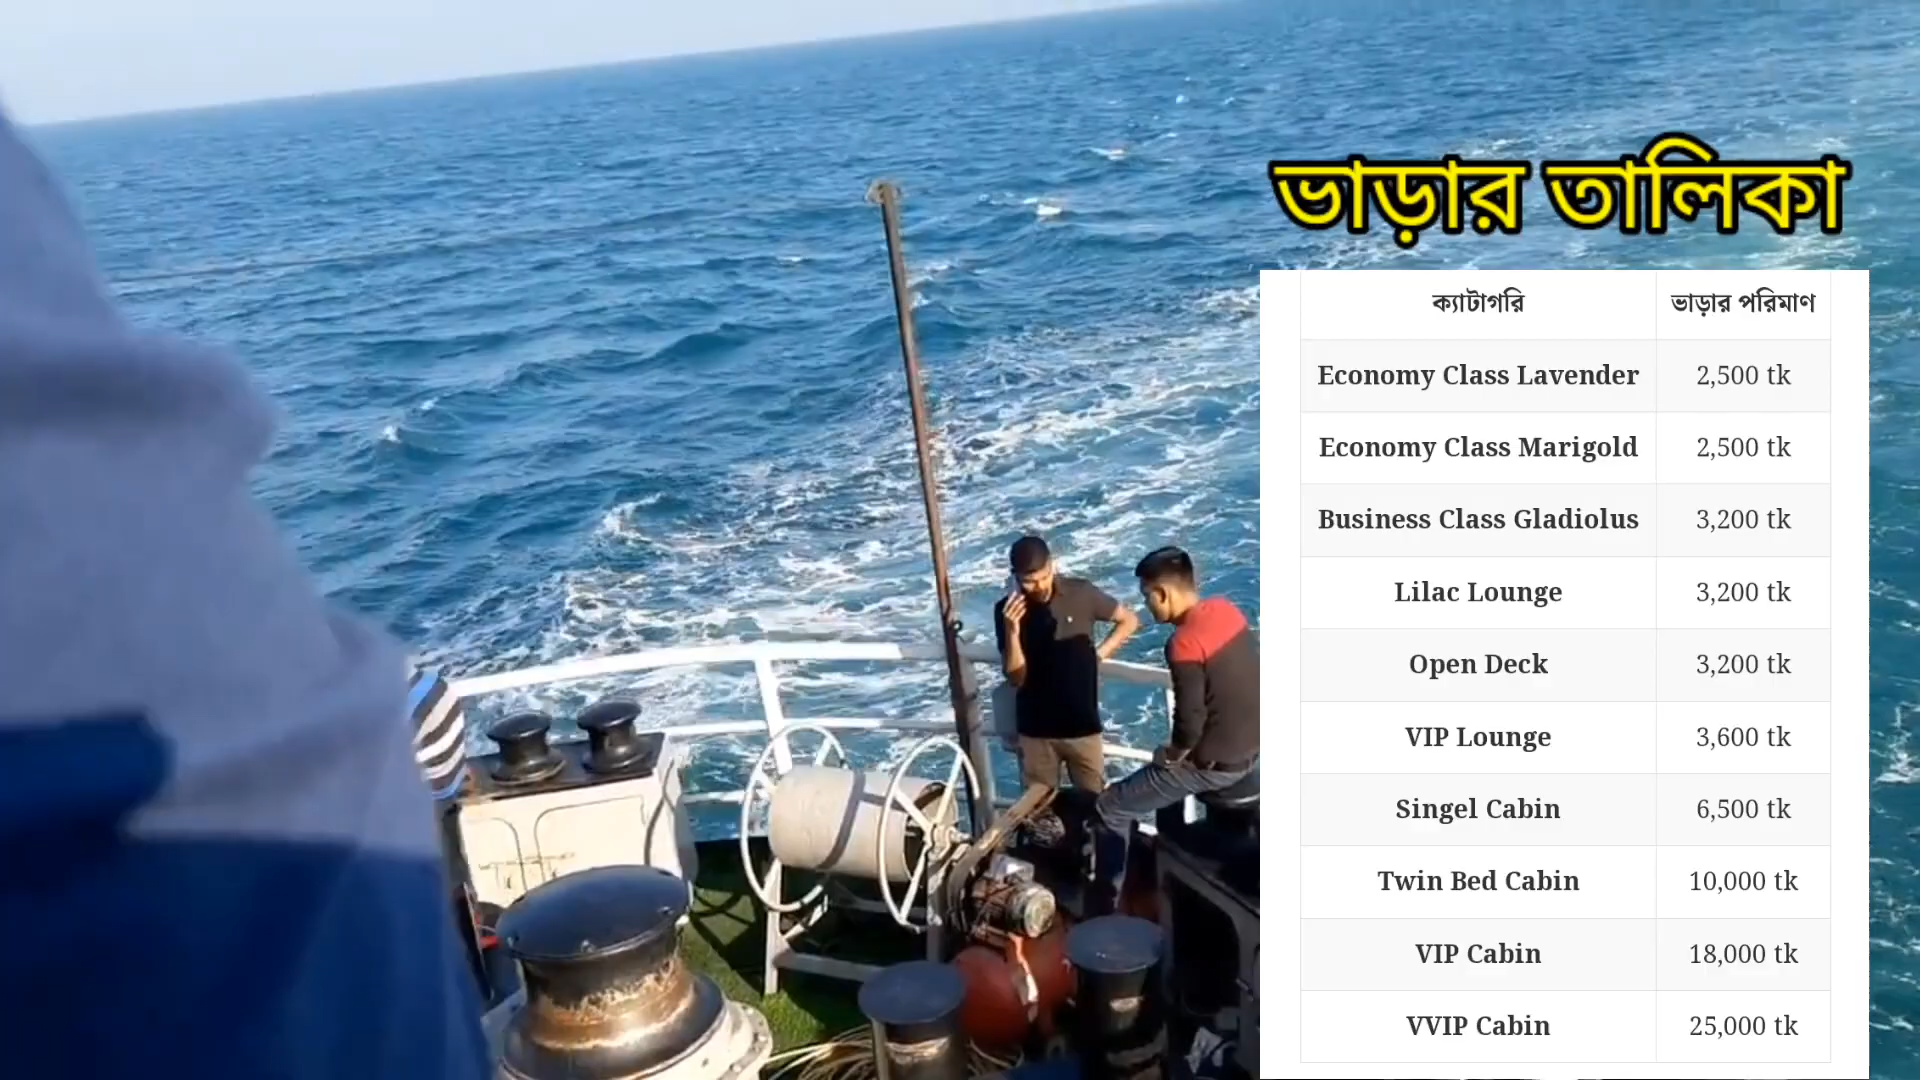 ভাড়ার তালিকা
ক্যাটাগরি ভাড়ার পরিমাণ
Economy Class Lavender 2,500 tk
Economy Class Marigold 2,500 tk
Business Class Gladiolus 3,200 tk
Lilac Lounge 3,200 tk
Open Deck 3,200 tk
VIP Lounge 3,600 tk
Singel Cabin 6,500 tk
Twin Bed Cabin 10,000 tk
VIP Cabin 18,000 tk
VVIP Cabin 25,000 tk